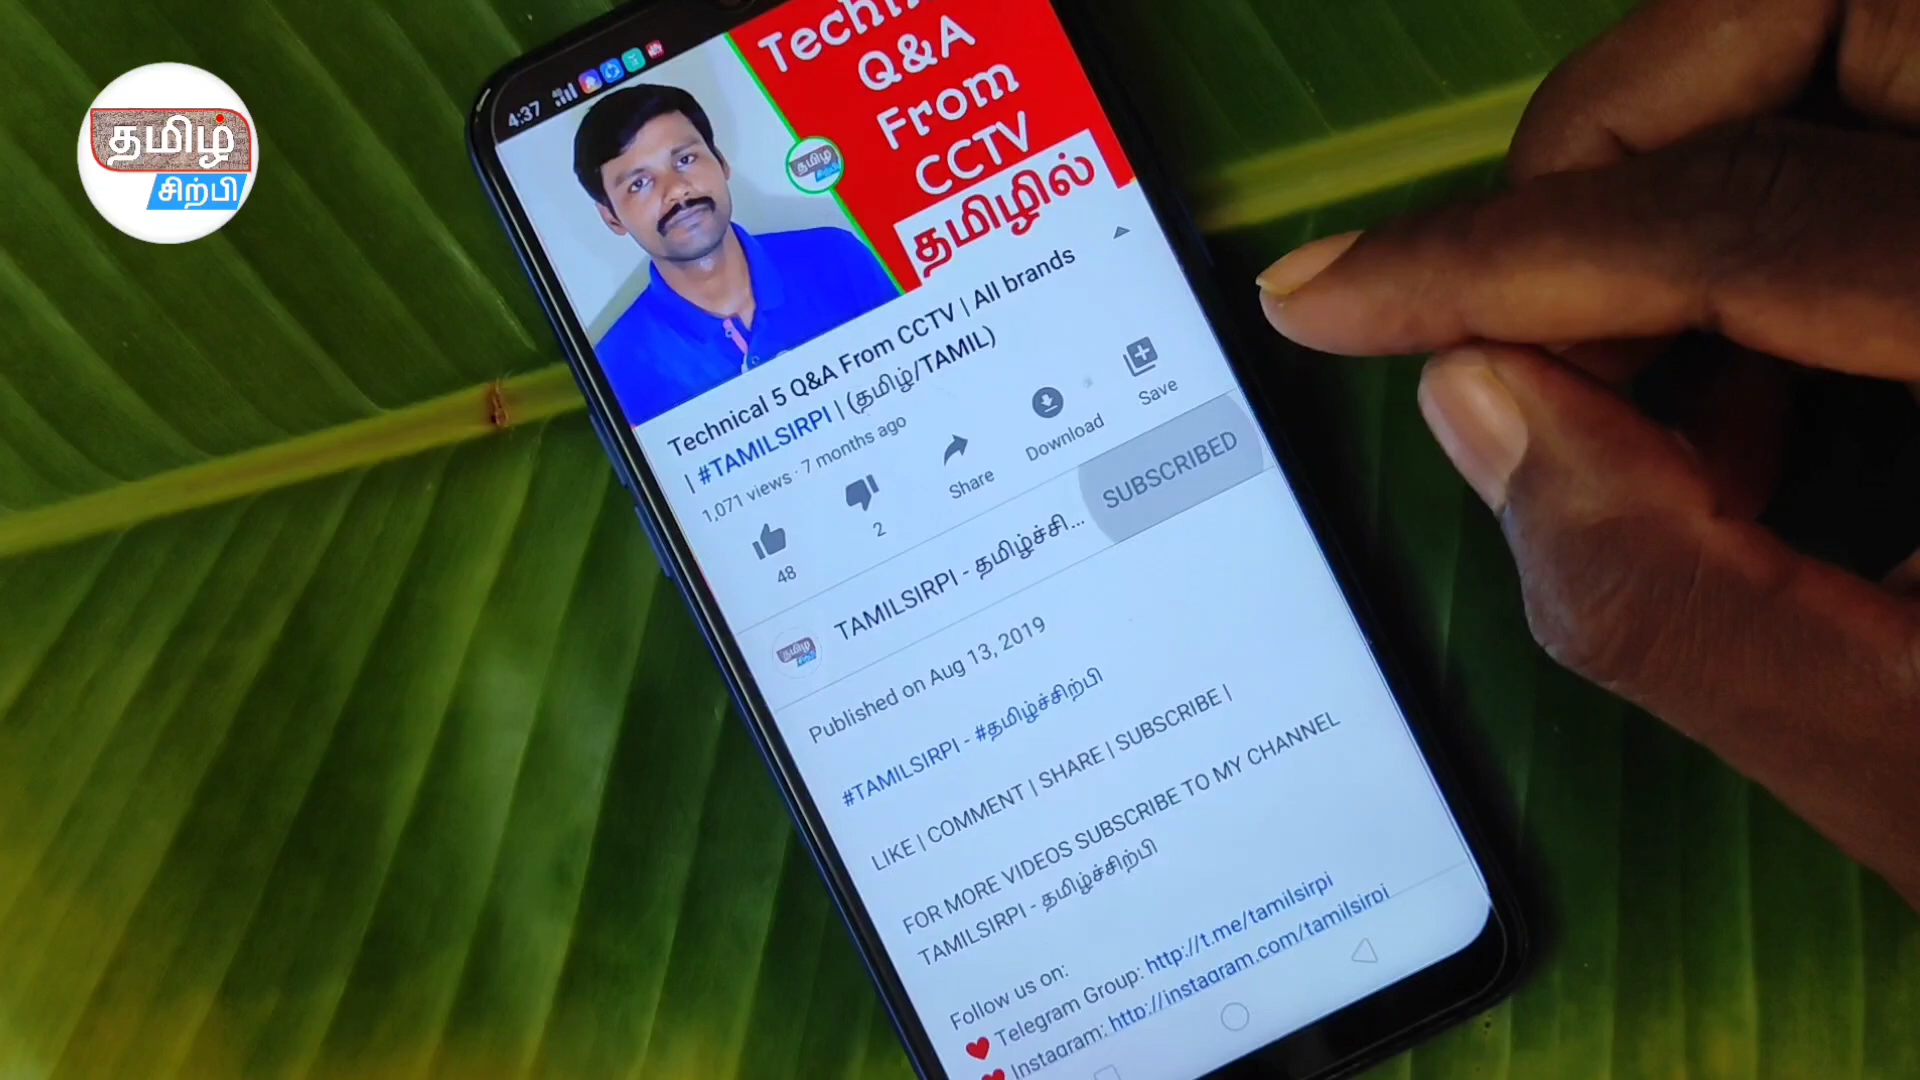 தமிழ்
சிற்பி
4:37
Q&A
From
CCTV
தமிழில்
தமிழ்
Technical 5 Q&A From CCTV | All brands
| #TAMILSIRPI | (தமிழ்/TAMIL)
1,071 views · 7 months ago
48
2
Share
Download
Save
TAMILSIRPI - தமிழ்ச்சி...
SUBSCRIBED
Published on Aug 13, 2019
#TAMILSIRPI - #தமிழ்ச்சிற்பி
LIKE | COMMENT | SHARE | SUBSCRIBE |
FOR MORE VIDEOS SUBSCRIBE TO MY CHANNEL
TAMILSIRPI - தமிழ்ச்சிற்பி
Follow us on:
Telegram Group: http://t.me/tamilsirpi
Instagram: http://instagram.com/tamilsirpi